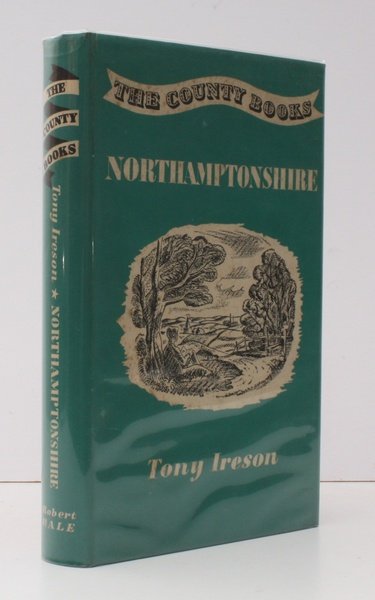 THE COUNTY BOOKS
NORTHAMPTONSHIRE
Tony Ireson
THE
COUNTY
BOOKS
Tony Ireson ★ NORTHAMPTONSHIRE
Robert
HALE